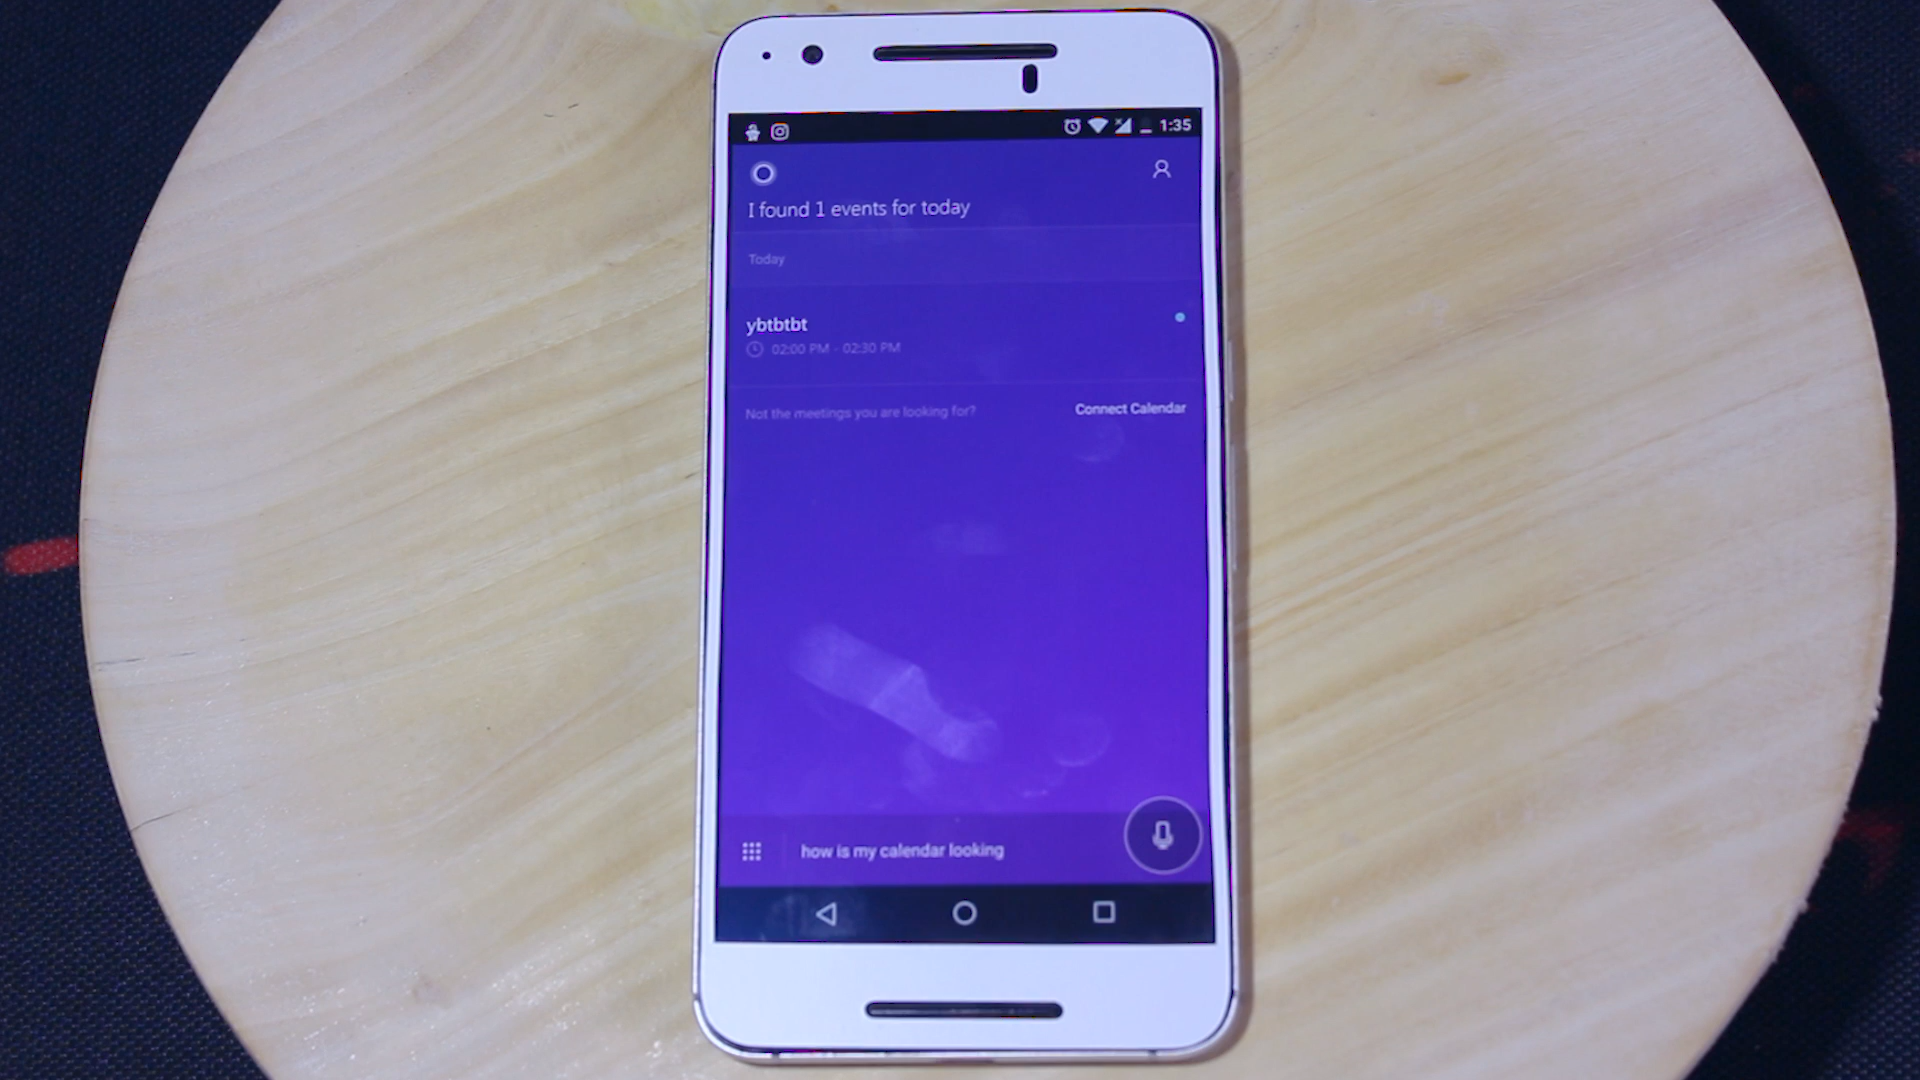 1:35
I found 1 events for today
Today
ybtbtbt
02:00 PM - 02:30 PM
Not the meetings you are looking for?
Connect Calendar
how is my calendar looking